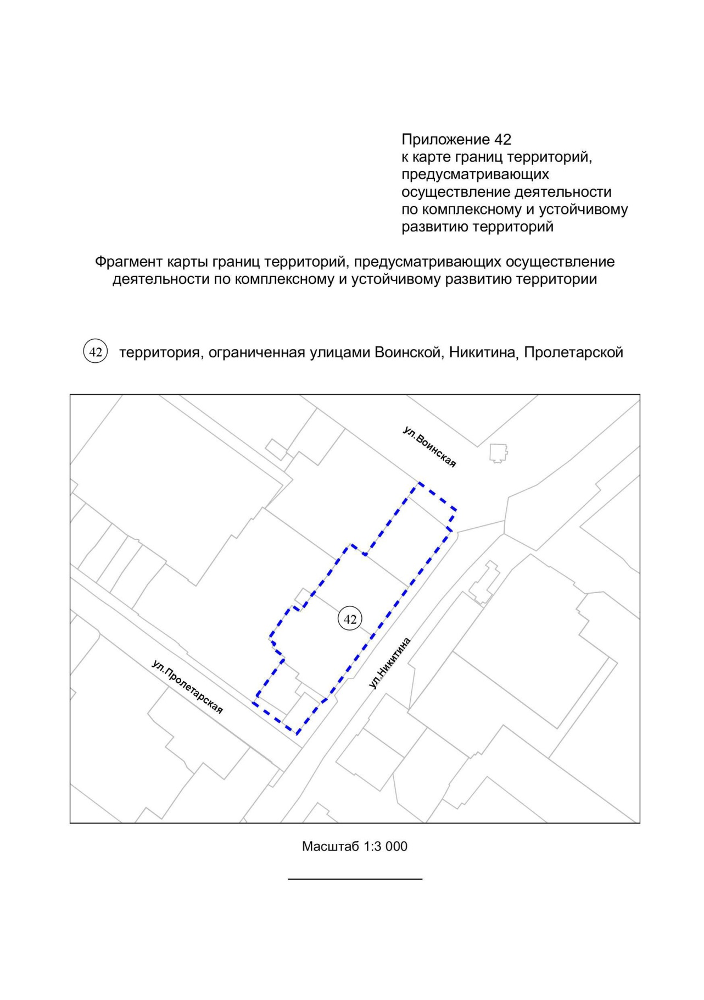 Приложение 42
к карте границ территорий,
предусматривающих
осуществление деятельности
по комплексному и устойчивому
развитию территорий
Фрагмент карты границ территорий, предусматривающих осуществление
деятельности по комплексному и устойчивому развитию территории
42 территория, ограниченная улицами Воинской, Никитина, Пролетарской
ул.Воинская
42
ул.Никитина
ул.Пролетарская
Масштаб 1:3 000